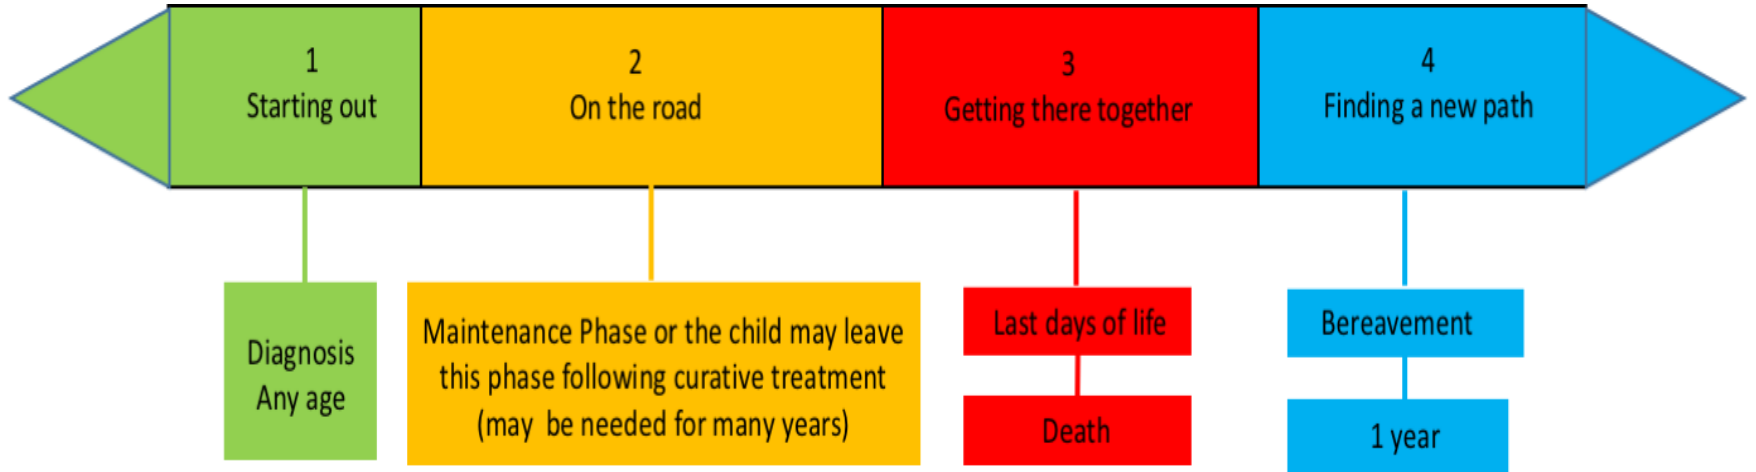 1
Starting out
2
On the road
3
Getting there together
4
Finding a new path
Diagnosis
Any age
Maintenance Phase or the child may leave
this phase following curative treatment
(may be needed for many years)
Last days of life
Death
Bereavement
1 year